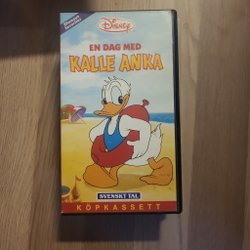 Disney
EN DAG MED
KALLE ANKA
SVENSKT TAL
KÖPKASSETT